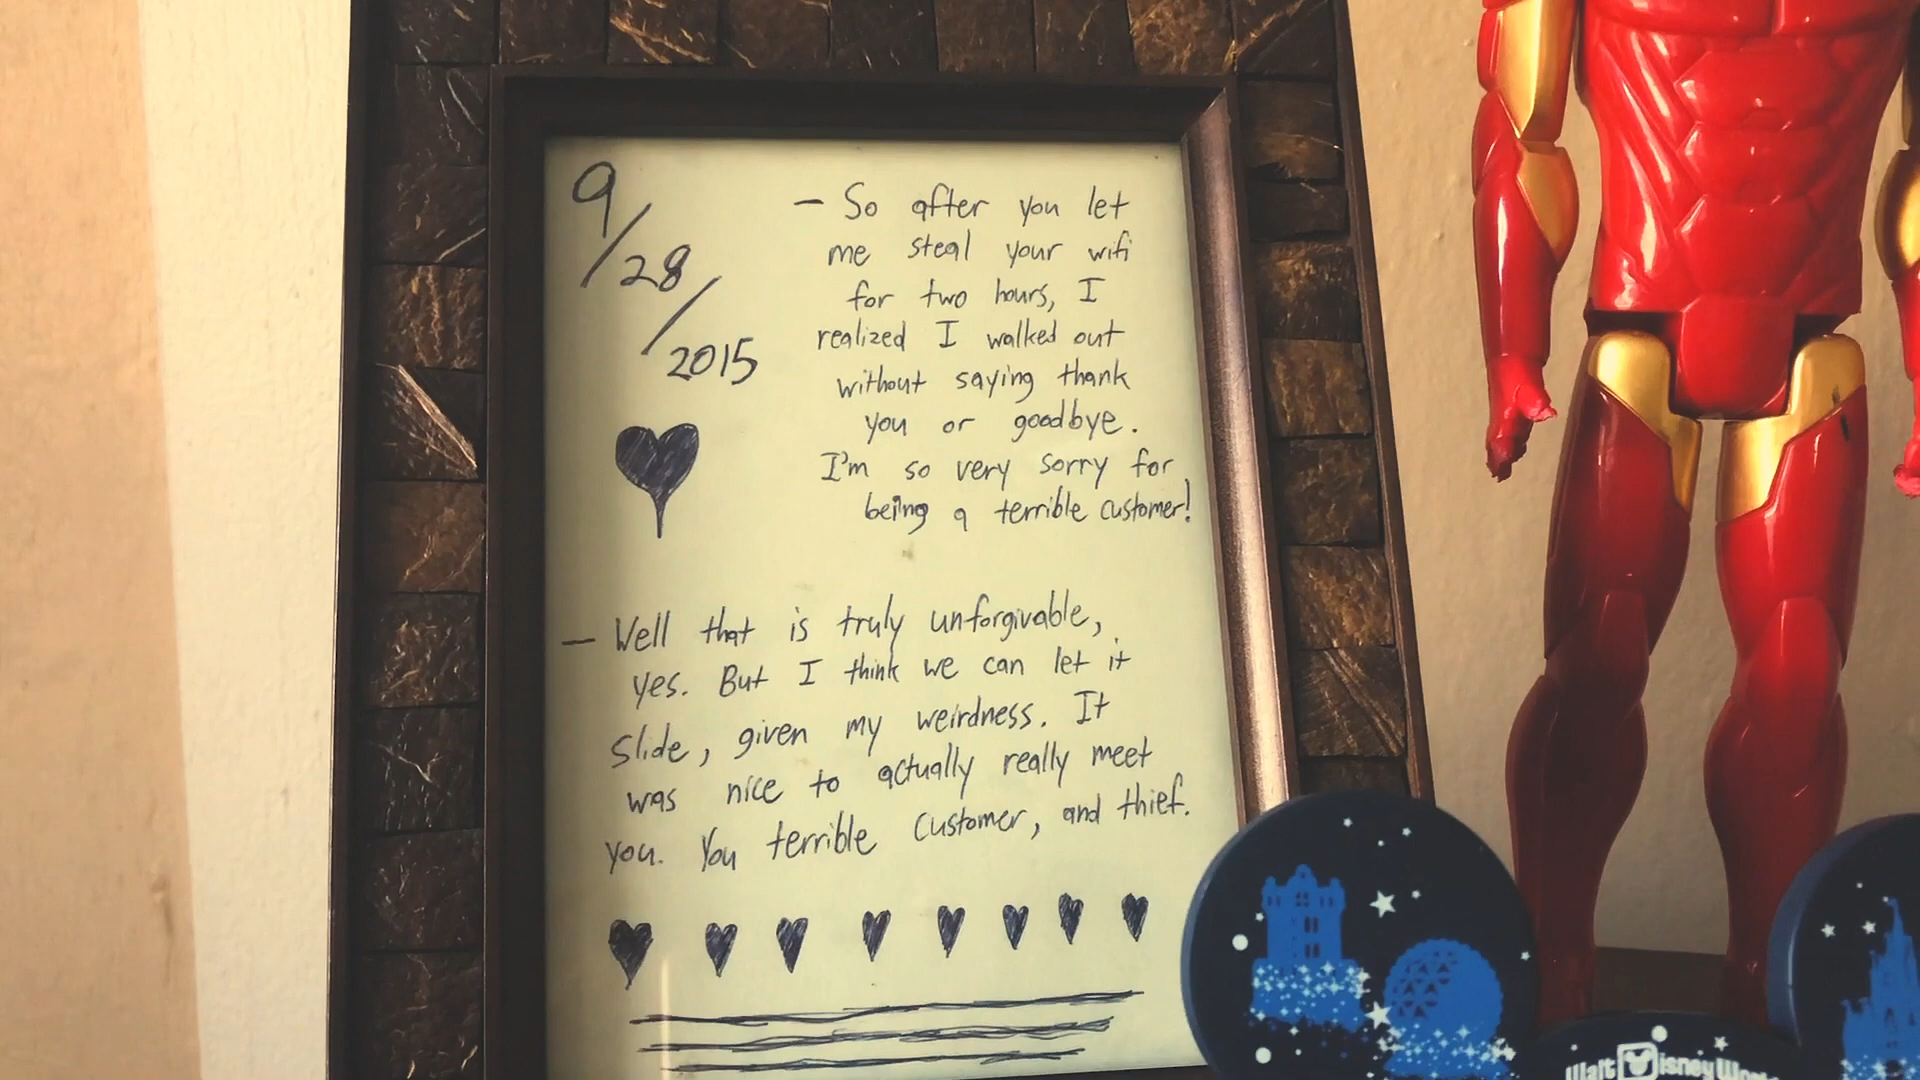 9/28/2015
– So after you let
me steal your wifi
for two hours, I
realized I walked out
without saying thank
you or goodbye.
I'm so very sorry for
being a terrible customer!
– Well that is truly unforgivable,
yes. But I think we can let it
slide, given my weirdness. It
was nice to actually really meet
you. You terrible customer, and thief.
Walt Disney World